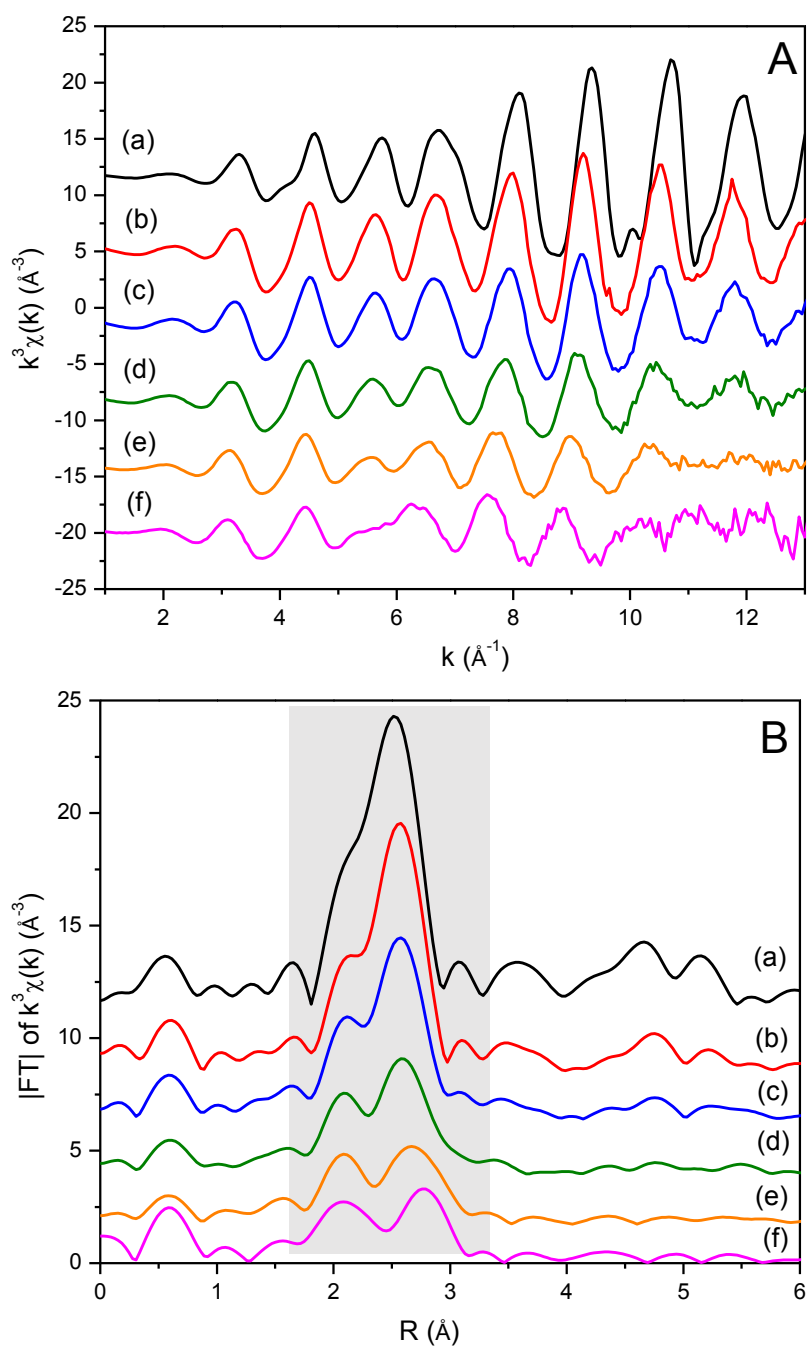 A
25
20
15
10
5
0
-5
-10
-15
-20
-25
k³χ(k) (Å⁻³)
(a)
(b)
(c)
(d)
(e)
(f)
2 4 6 8 10 12
k (Å⁻¹)
B
25
20
15
10
5
0
|FT| of k³χ(k) (Å⁻³)
(a)
(b)
(c)
(d)
(e)
(f)
0 1 2 3 4 5 6
R (Å)